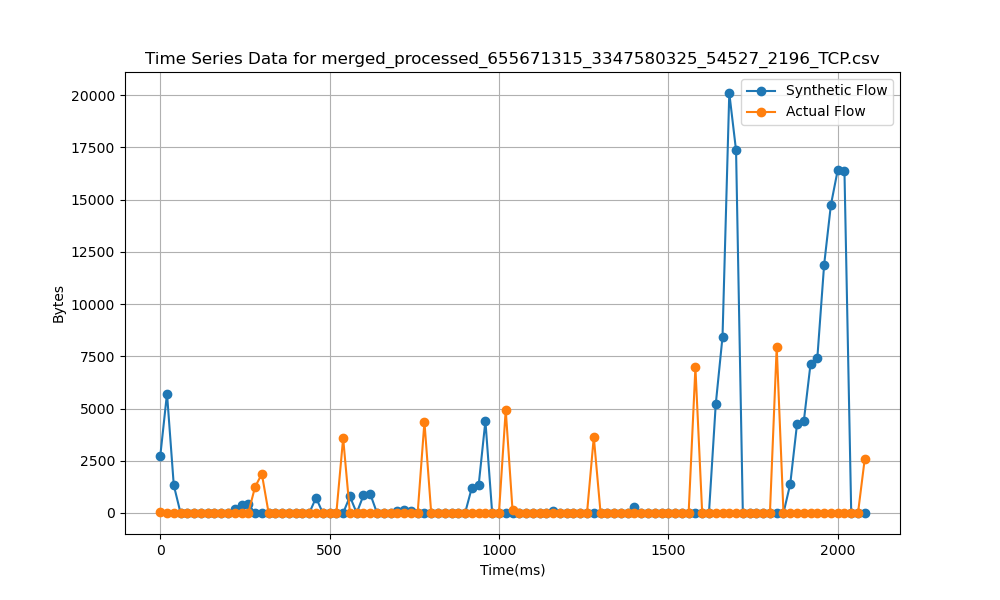 Time Series Data for merged_processed_655671315_3347580325_54527_2196_TCP.csv
Synthetic Flow
Actual Flow
20000
17500
15000
12500
10000
7500
5000
2500
0
Bytes
0 500 1000 1500 2000
Time(ms)